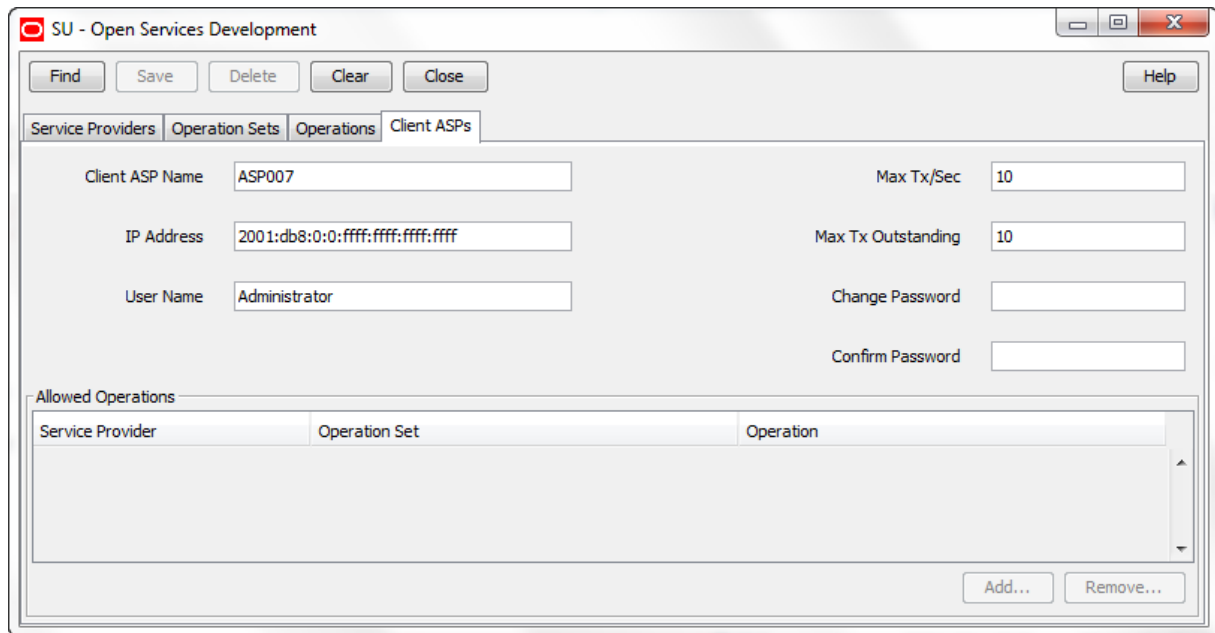 SU - Open Services Development
Find Save Delete Clear Close Help
Service Providers Operation Sets Operations Client ASPs
Client ASP Name ASP007 Max Tx/Sec 10
IP Address 2001:db8:0:0:ffff:ffff:ffff:ffff Max Tx Outstanding 10
User Name Administrator Change Password
Confirm Password
Allowed Operations
Service Provider Operation Set Operation
Add... Remove...